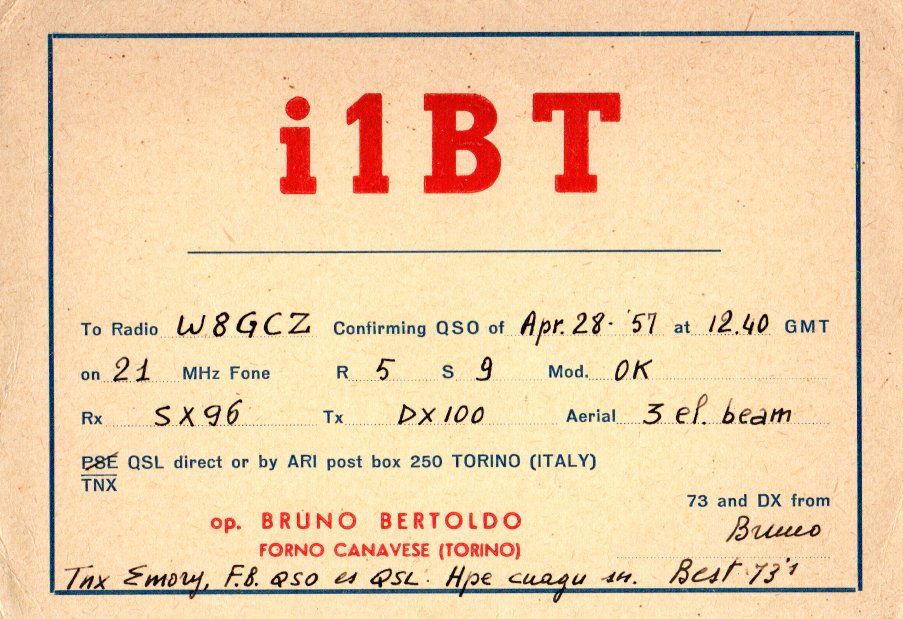 i1BT
To Radio W8GCZ Confirming QSO of Apr. 28-'57 at 12.40 GMT
on 21 MHz Fone R 5 S 9 Mod. OK
Rx SX96 Tx DX100 Aerial 3 el. beam
PSE QSL direct or by ARI post box 250 TORINO (ITALY)
TNX
73 and DX from
op. BRUNO BERTOLDO
Bruno
FORNO CANAVESE (TORINO)
Tnx Emory, F.B. QSO es QSL. Hpe cuagn sn. Best 73's